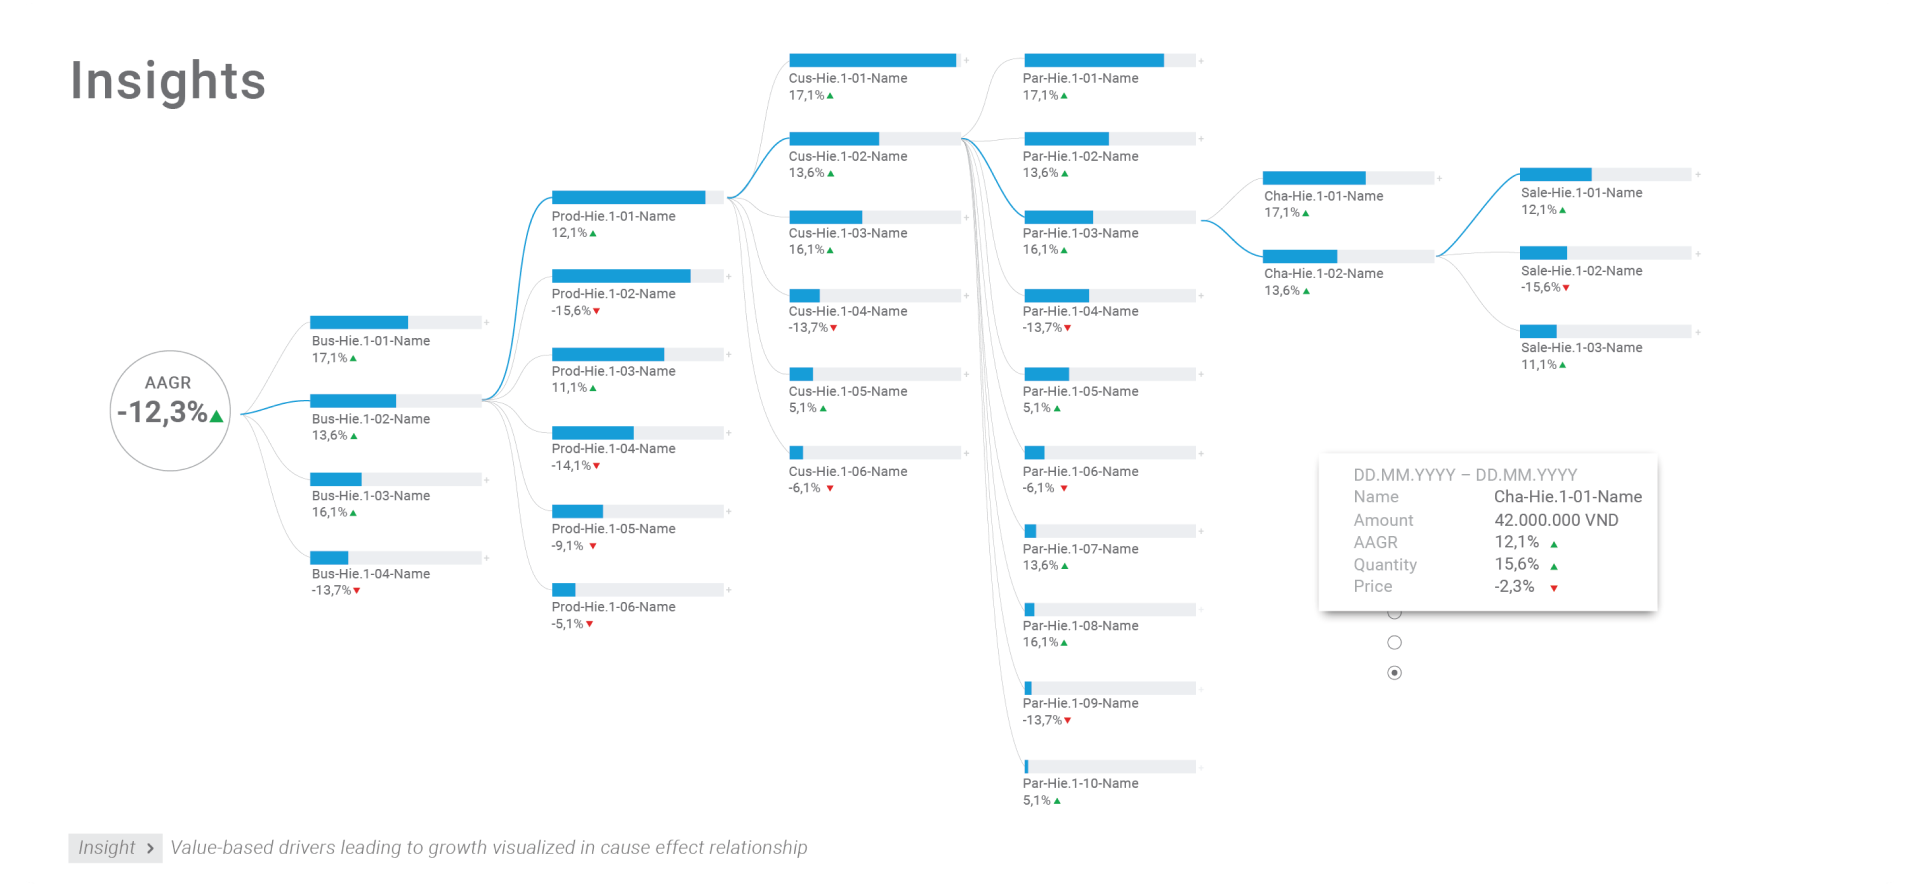 Insights
AAGR
-12,3%
Bus-Hie.1-01-Name
17,1%
Bus-Hie.1-02-Name
13,6%
Bus-Hie.1-03-Name
16,1%
Bus-Hie.1-04-Name
-13,7%
Prod-Hie.1-01-Name
12,1%
Prod-Hie.1-02-Name
-15,6%
Prod-Hie.1-03-Name
11,1%
Prod-Hie.1-04-Name
-14,1%
Prod-Hie.1-05-Name
-9,1%
Prod-Hie.1-06-Name
-5,1%
Cus-Hie.1-01-Name
17,1%
Cus-Hie.1-02-Name
13,6%
Cus-Hie.1-03-Name
16,1%
Cus-Hie.1-04-Name
-13,7%
Cus-Hie.1-05-Name
5,1%
Cus-Hie.1-06-Name
-6,1%
Par-Hie.1-01-Name
17,1%
Par-Hie.1-02-Name
13,6%
Par-Hie.1-03-Name
16,1%
Par-Hie.1-04-Name
-13,7%
Par-Hie.1-05-Name
5,1%
Par-Hie.1-06-Name
-6,1%
Par-Hie.1-07-Name
13,6%
Par-Hie.1-08-Name
16,1%
Par-Hie.1-09-Name
-13,7%
Par-Hie.1-10-Name
5,1%
Cha-Hie.1-01-Name
17,1%
Cha-Hie.1-02-Name
13,6%
Sale-Hie.1-01-Name
12,1%
Sale-Hie.1-02-Name
-15,6%
Sale-Hie.1-03-Name
11,1%
DD.MM.YYYY – DD.MM.YYYY
Name Cha-Hie.1-01-Name
Amount 42.000.000 VND
AAGR 12,1%
Quantity 15,6%
Price -2,3%
Insight > Value-based drivers leading to growth visualized in cause effect relationship